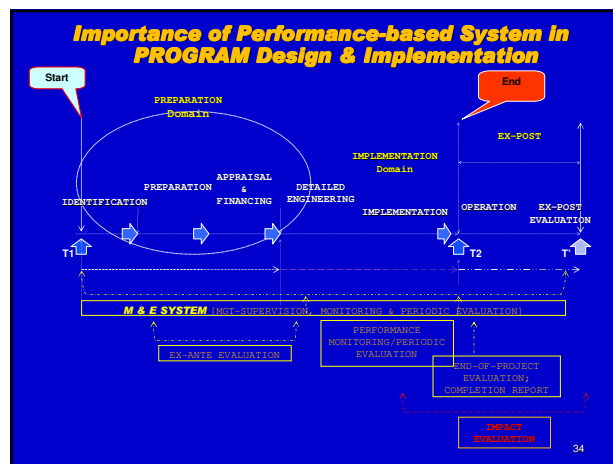 Importance of Performance-based System in
PROGRAM Design & Implementation
Start
End
PREPARATION
Domain
EX-POST
IMPLEMENTATION
Domain
APPRAISAL
&
FINANCING
PREPARATION
DETAILED
ENGINEERING
IDENTIFICATION
IMPLEMENTATION
OPERATION
EX-POST
EVALUATION
T1
T2
T'
M & E SYSTEM [MGT-SUPERVISION, MONITORING & PERIODIC EVALUATION]
PERFORMANCE
MONITORING/PERIODIC
EVALUATION
EX-ANTE EVALUATION
END-OF-PROJECT
EVALUATION;
COMPLETION REPORT
IMPACT
EVALUATION
34